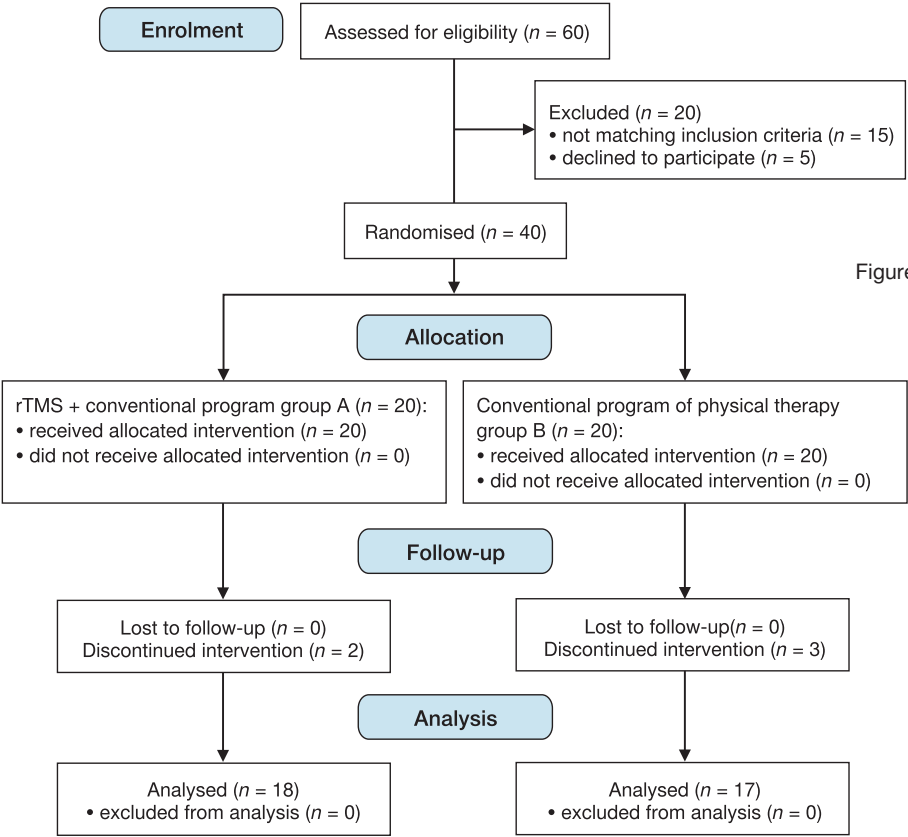 Enrolment
Assessed for eligibility (n = 60)
Excluded (n = 20)
• not matching inclusion criteria (n = 15)
• declined to participate (n = 5)
Randomised (n = 40)
Figure
Allocation
rTMS + conventional program group A (n = 20):
• received allocated intervention (n = 20)
• did not receive allocated intervention (n = 0)
Conventional program of physical therapy
group B (n = 20):
• received allocated intervention (n = 20)
• did not receive allocated intervention (n = 0)
Follow-up
Lost to follow-up (n = 0)
Discontinued intervention (n = 2)
Lost to follow-up(n = 0)
Discontinued intervention (n = 3)
Analysis
Analysed (n = 18)
• excluded from analysis (n = 0)
Analysed (n = 17)
• excluded from analysis (n = 0)